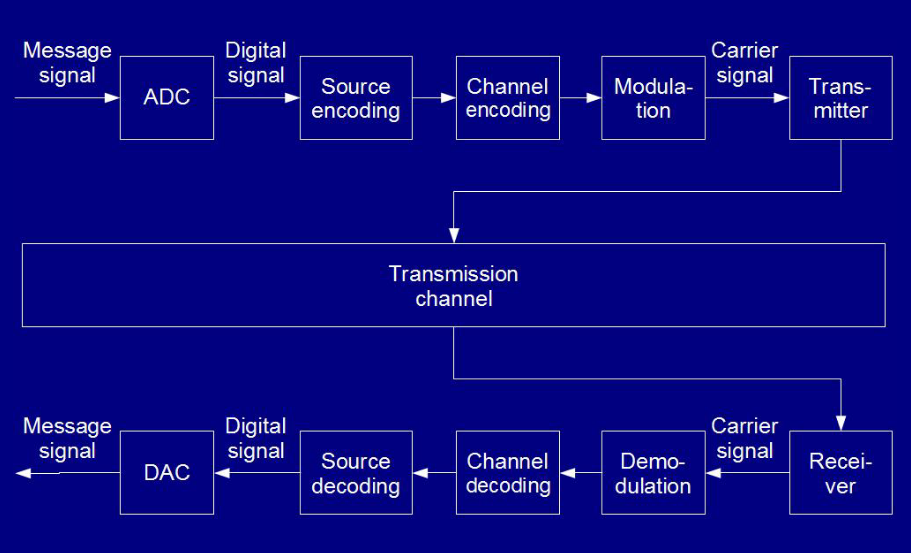 Message
signal
ADC
Digital
signal
Source
encoding
Channel
encoding
Modula-
tion
Carrier
signal
Trans-
mitter
Transmission
channel
Message
signal
DAC
Digital
signal
Source
decoding
Channel
decoding
Demo-
dulation
Carrier
signal
Recei-
ver